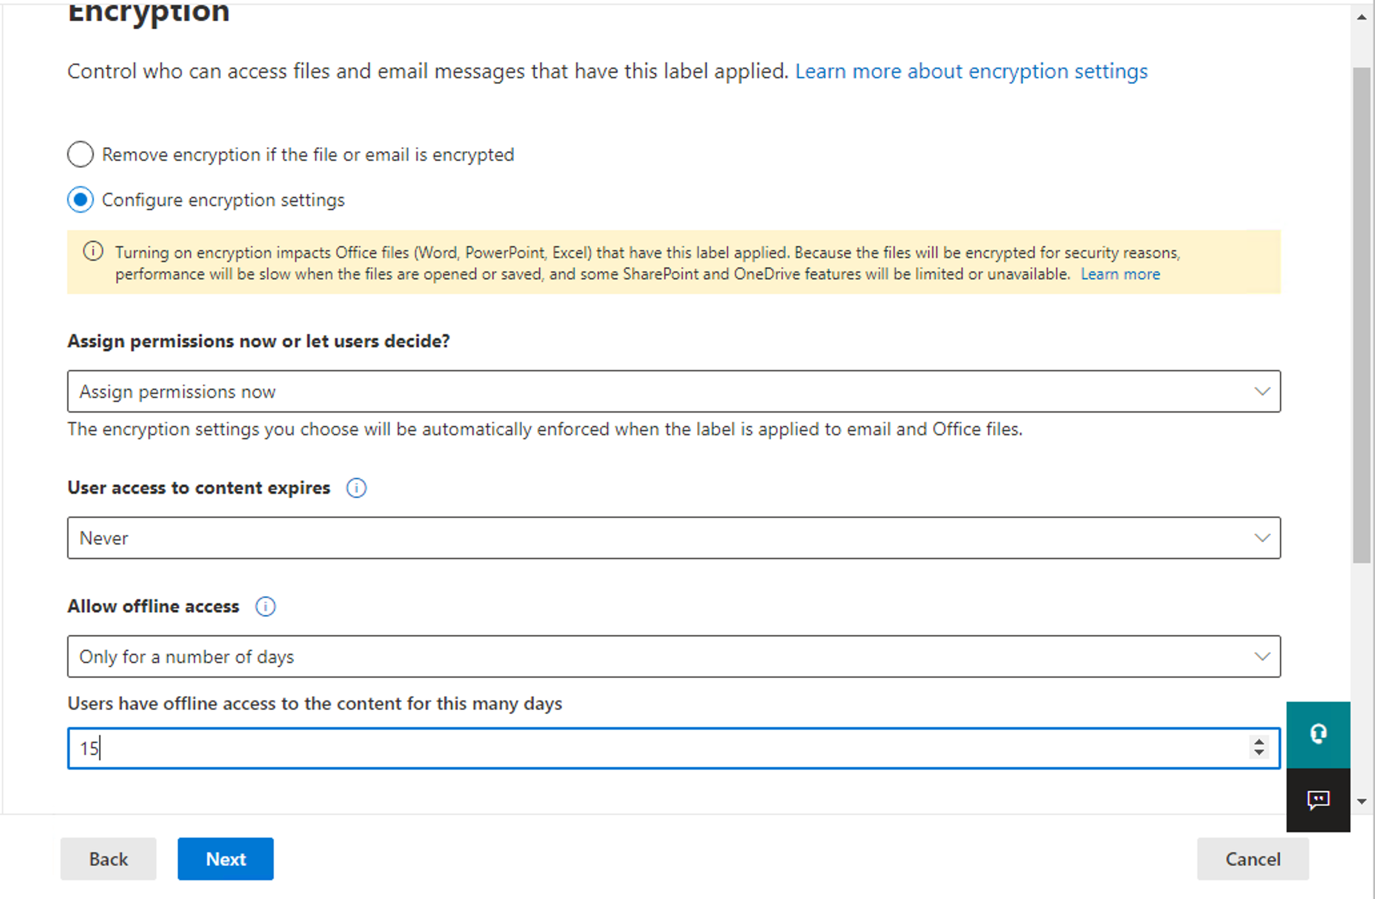 Encryption
Control who can access files and email messages that have this label applied. Learn more about encryption settings
Remove encryption if the file or email is encrypted
Configure encryption settings
Turning on encryption impacts Office files (Word, PowerPoint, Excel) that have this label applied. Because the files will be encrypted for security reasons,
performance will be slow when the files are opened or saved, and some SharePoint and OneDrive features will be limited or unavailable. Learn more
Assign permissions now or let users decide?
Assign permissions now
The encryption settings you choose will be automatically enforced when the label is applied to email and Office files.
User access to content expires
Never
Allow offline access
Only for a number of days
Users have offline access to the content for this many days
15
Back
Next
Cancel